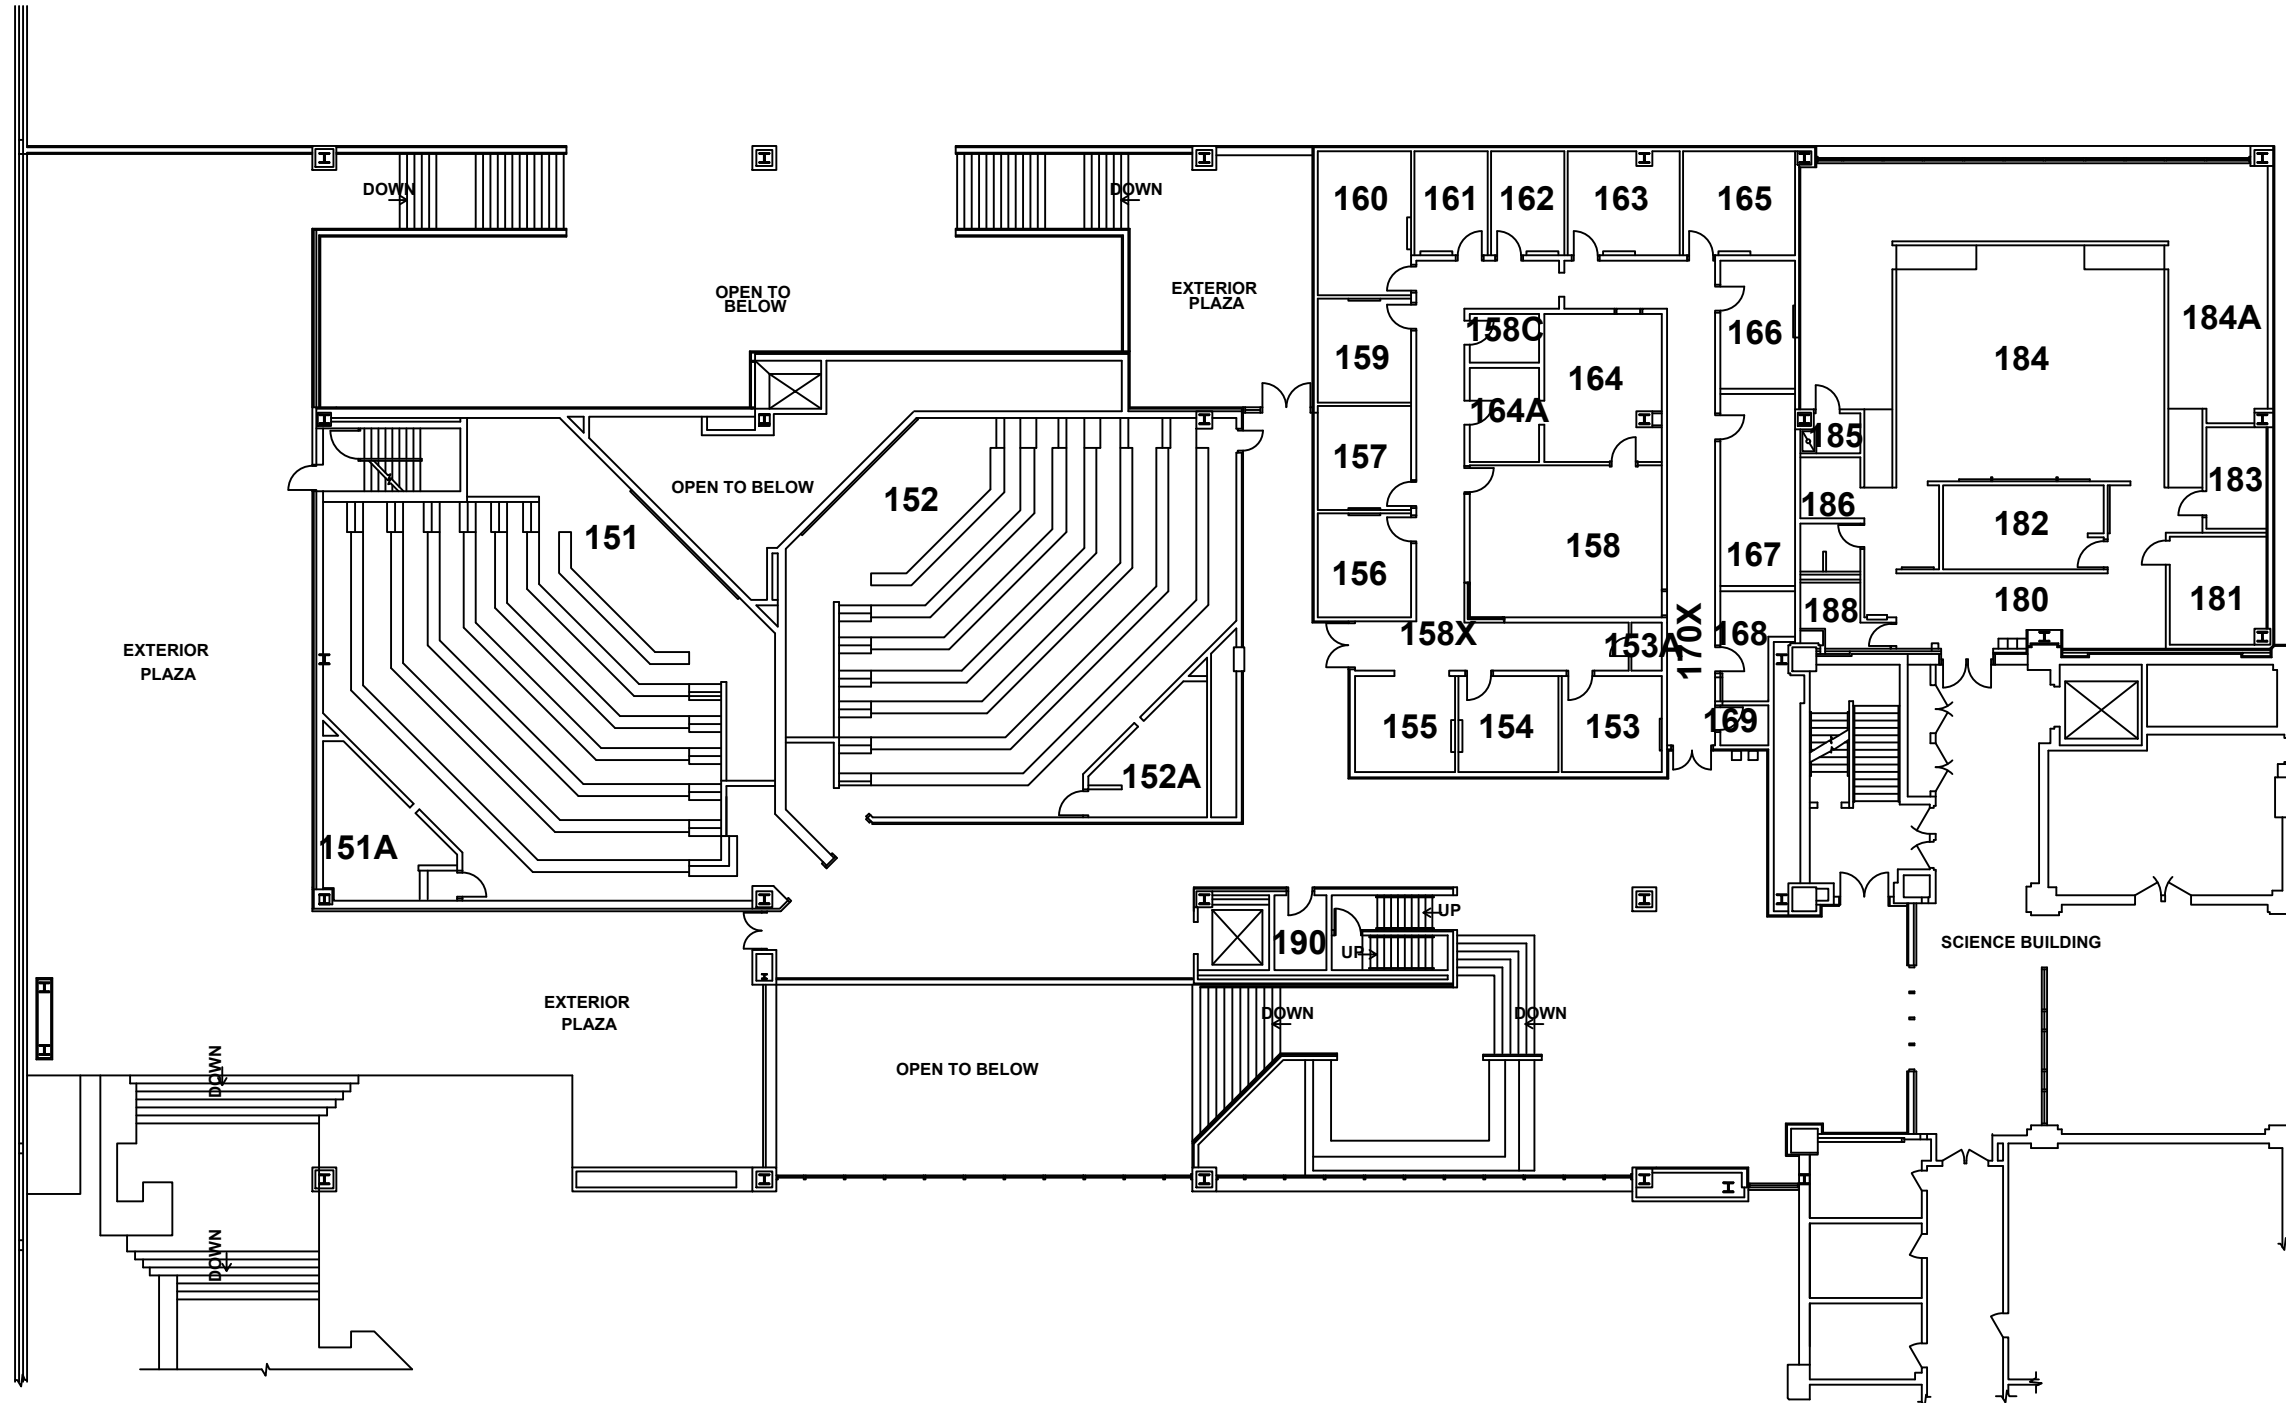 DOWN
DOWN
160
161
162
163
165
OPEN TO
BELOW
EXTERIOR
PLAZA
158C
166
184A
159
164
184
164A
185
157
OPEN TO BELOW
152
183
186
182
151
158
167
156
180
181
188
158X
153A
170X
168
EXTERIOR
PLAZA
155
154
153
169
152A
151A
UP
190
UP
SCIENCE BUILDING
EXTERIOR
PLAZA
DOWN
DOWN
OPEN TO BELOW
DOWN
DOWN